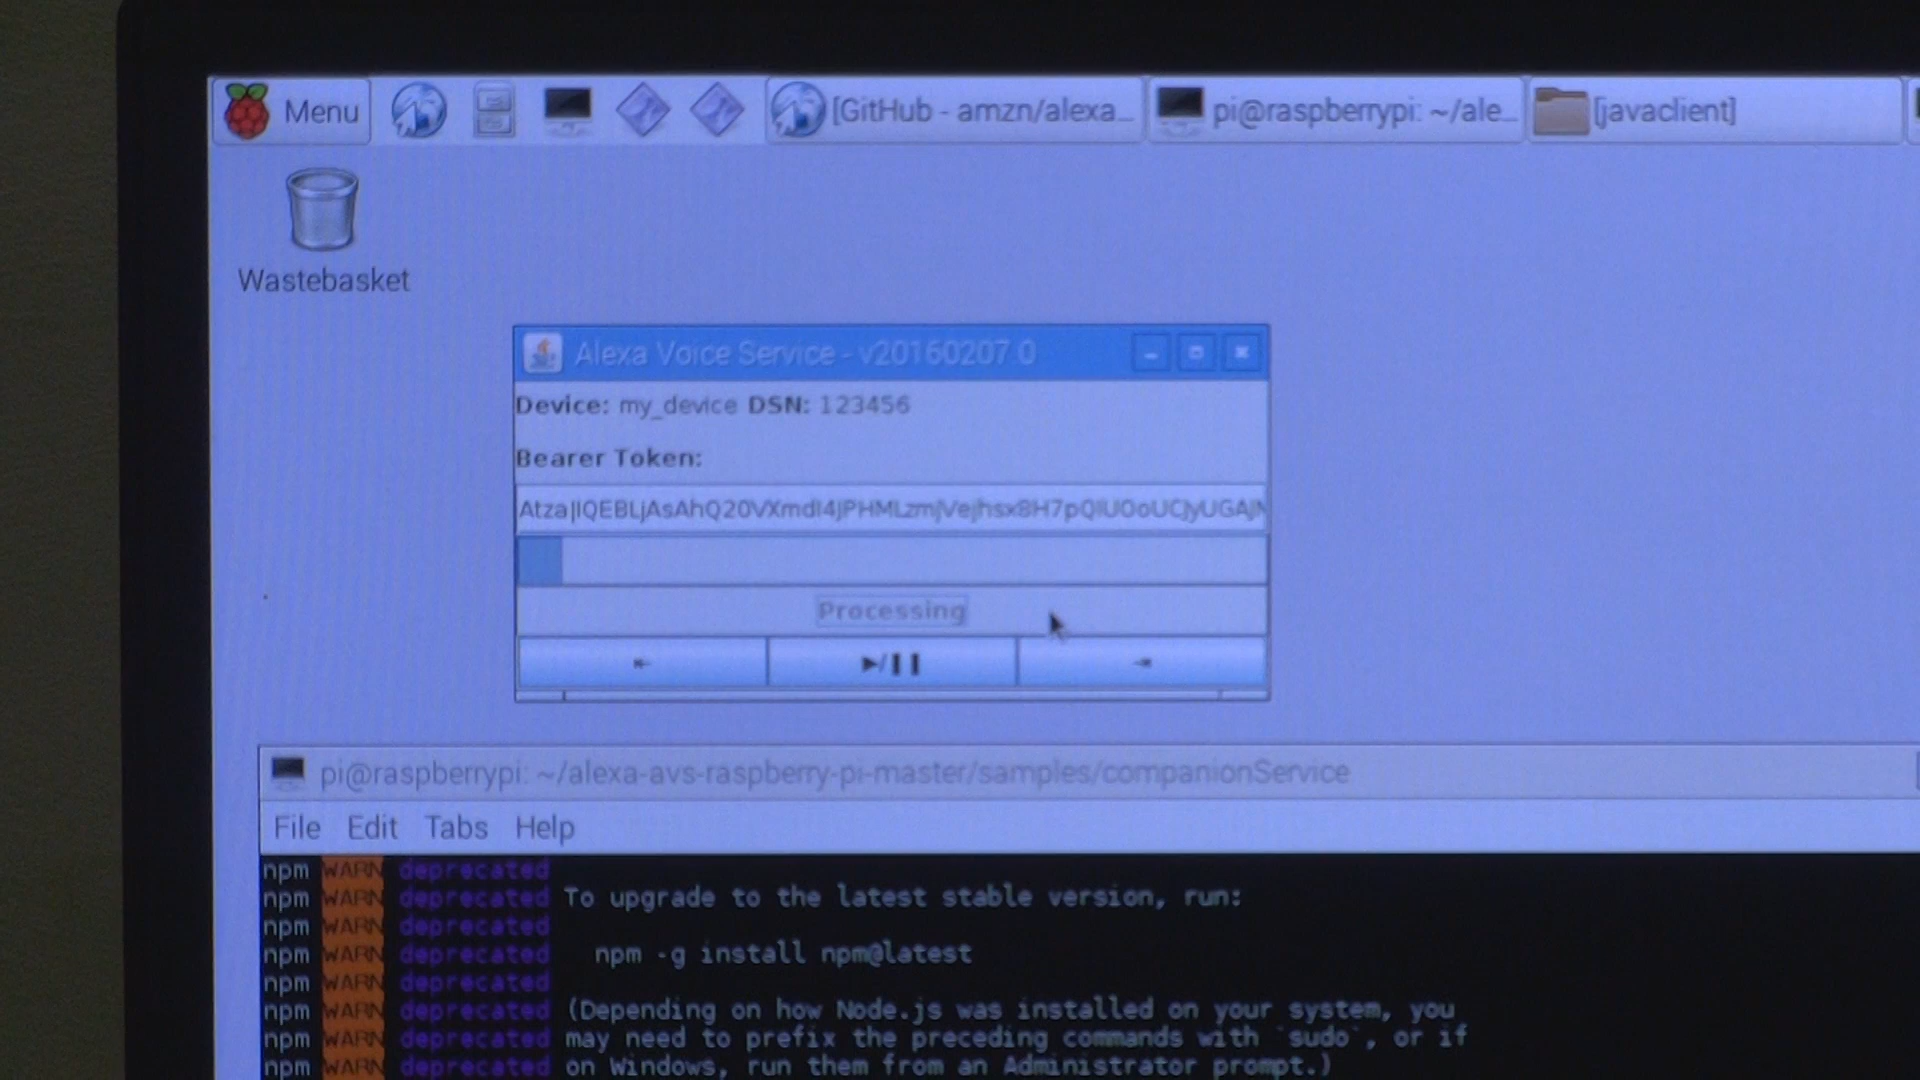 Menu
[GitHub - amzn/alexa...
pi@raspberrypi: ~/ale...
[javaclient]
Wastebasket
Alexa Voice Service - v20160207.0
Device: my_device DSN: 123456
Bearer Token:
Processing
pi@raspberrypi: ~/alexa-avs-raspberry-pi-master/samples/companionService
File Edit Tabs Help
npm WARN deprecated
npm WARN deprecated To upgrade to the latest stable version, run:
npm WARN deprecated
npm WARN deprecated npm -g install npm@latest
npm WARN deprecated
npm WARN deprecated (Depending on how Node.js was installed on your system, you
npm WARN deprecated may need to prefix the preceding commands with `sudo`, or if
npm WARN deprecated on Windows, run them from an Administrator prompt.)